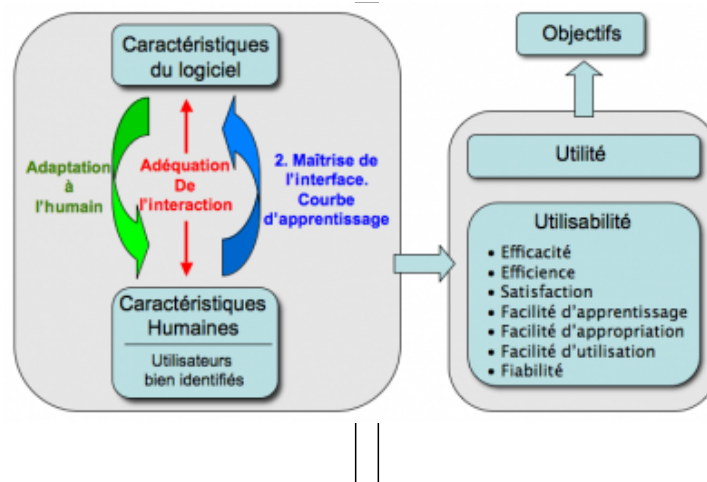 Caractéristiques
du logiciel
Adaptation
à
l'humain
Adéquation
De
l'interaction
2. Maîtrise de
l'interface.
Courbe
d'apprentissage
Caractéristiques
Humaines
Utilisateurs
bien identifiés
Objectifs
Utilité
Utilisabilité
• Efficacité
• Efficience
• Satisfaction
• Facilité d'apprentissage
• Facilité d'appropriation
• Facilité d'utilisation
• Fiabilité